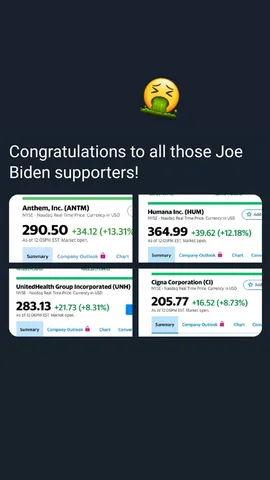 Congratulations to all those Joe
Biden supporters!
Anthem, Inc. (ANTM)
NYSE - Nasdaq Real Time Price. Currency in USD
290.50 +34.12 (+13.31%
As of 12:05PM EST. Market open.
Summary Company Outlook Chart
Humana Inc. (HUM)
NYSE - Nasdaq Real Time Price. Currency in USD
Add
364.99 +39.62 (+12.18%)
As of 12:05PM EST. Market open.
Summary Company Outlook Chart
UnitedHealth Group Incorporated (UNH)
NYSE - Nasdaq Real Time Price. Currency in USD
283.13 +21.73 (+8.31%)
As of 12:06PM EST. Market open.
Summary Company Outlook Chart Conver
Cigna Corporation (CI)
NYSE - Nasdaq Real Time Price. Currency in USD
Add
205.77 +16.52 (+8.73%)
As of 12:05PM EST. Market open.
Summary Company Outlook Chart